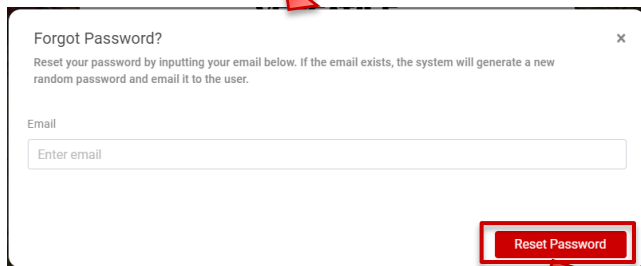 Forgot Password?
×
Reset your password by inputting your email below. If the email exists, the system will generate a new
random password and email it to the user.
Email
Enter email
Reset Password